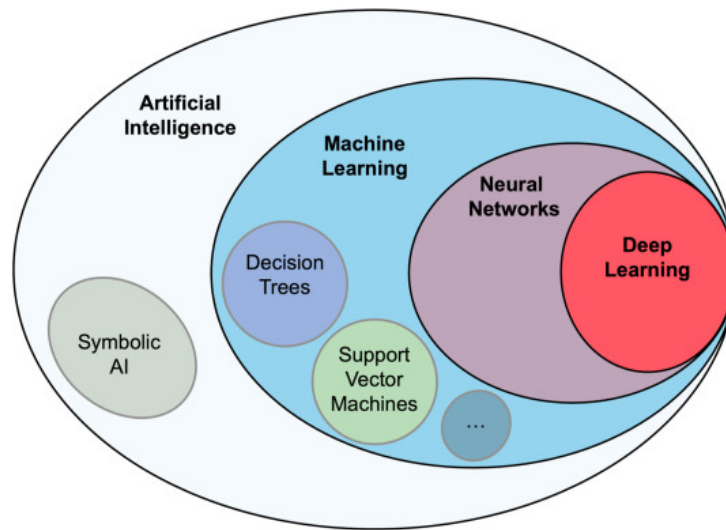 Artificial
Intelligence
Machine
Learning
Neural
Networks
Deep
Learning
Decision
Trees
Symbolic
AI
Support
Vector
Machines
...